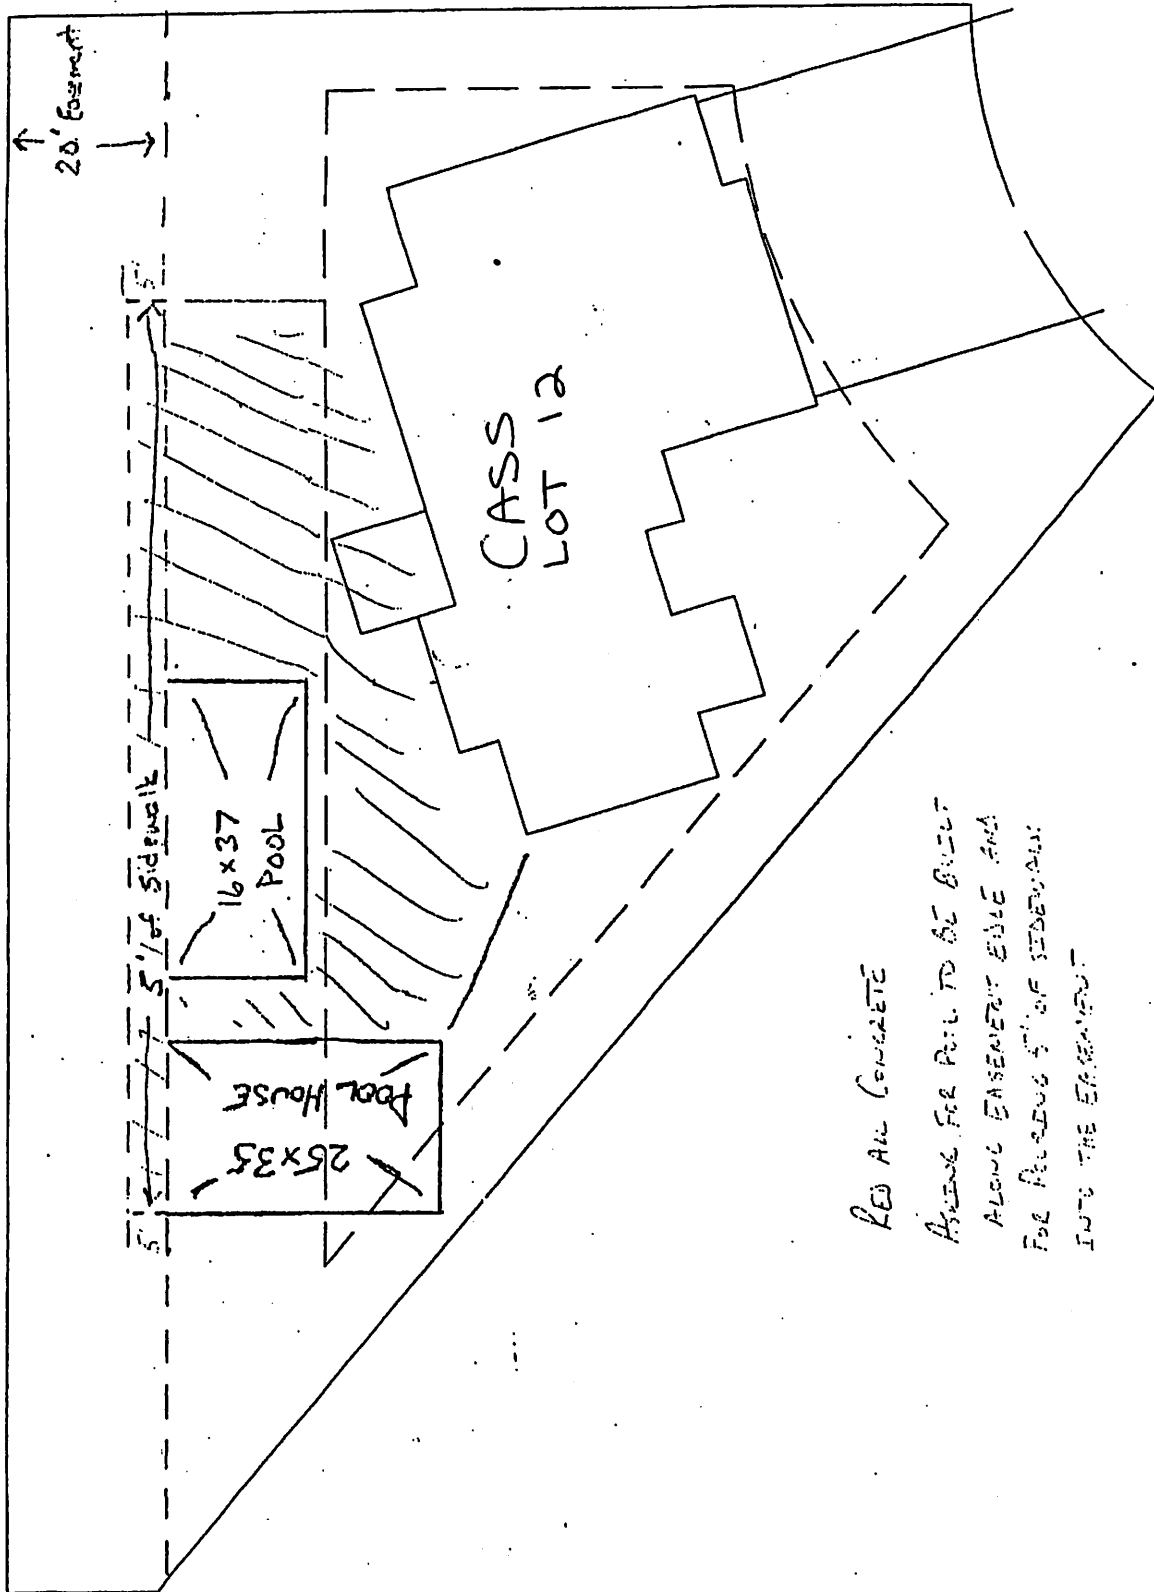 20' Easement
5'
5' of Sidewalk
5'
16x37
POOL
25x35
POOL HOUSE
CASS
LOT 12
RED ALL CONCRETE
ASKING FOR POOL TO BE BUILT
ALONG EASEMENT EDGE AND
FOR POURING 5' OF SIDEWALK
INTO THE EASEMENT